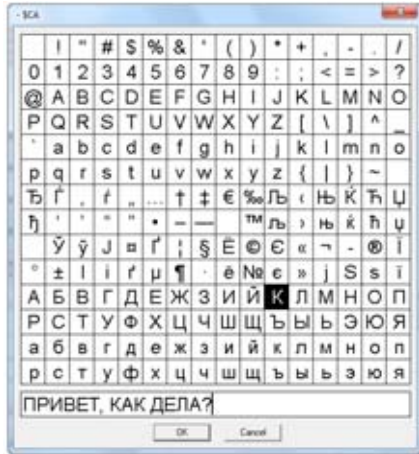 - SCA
! " # $ % & ' ( ) * + , - . /
0 1 2 3 4 5 6 7 8 9 : ; < = > ?
@ A B C D E F G H I J K L M N O
P Q R S T U V W X Y Z [ \ ] ^ _
` a b c d e f g h i j k l m n o
p q r s t u v w x y z { | } ~
Ђ Ѓ ‚ ѓ „ … † ‡ € ‰ Љ ‹ Њ Ќ Ћ Џ
ђ ‘ ’ “ ” • – — ™ љ › њ ќ ћ џ
Ў ў Ј ¤ Ґ ¦ § Ё © Є « ¬ - ® Ї
° ± І і ґ µ ¶ · ё № є » ј Ѕ ѕ ї
А Б В Г Д Е Ж З И Й К Л М Н О П
Р С Т У Ф Х Ц Ч Ш Щ Ъ Ы Ь Э Ю Я
а б в г д е ж з и й к л м н о п
р с т у ф х ц ч ш щ ъ ы ь э ю я
ПРИВЕТ, КАК ДЕЛА?
OK Cancel